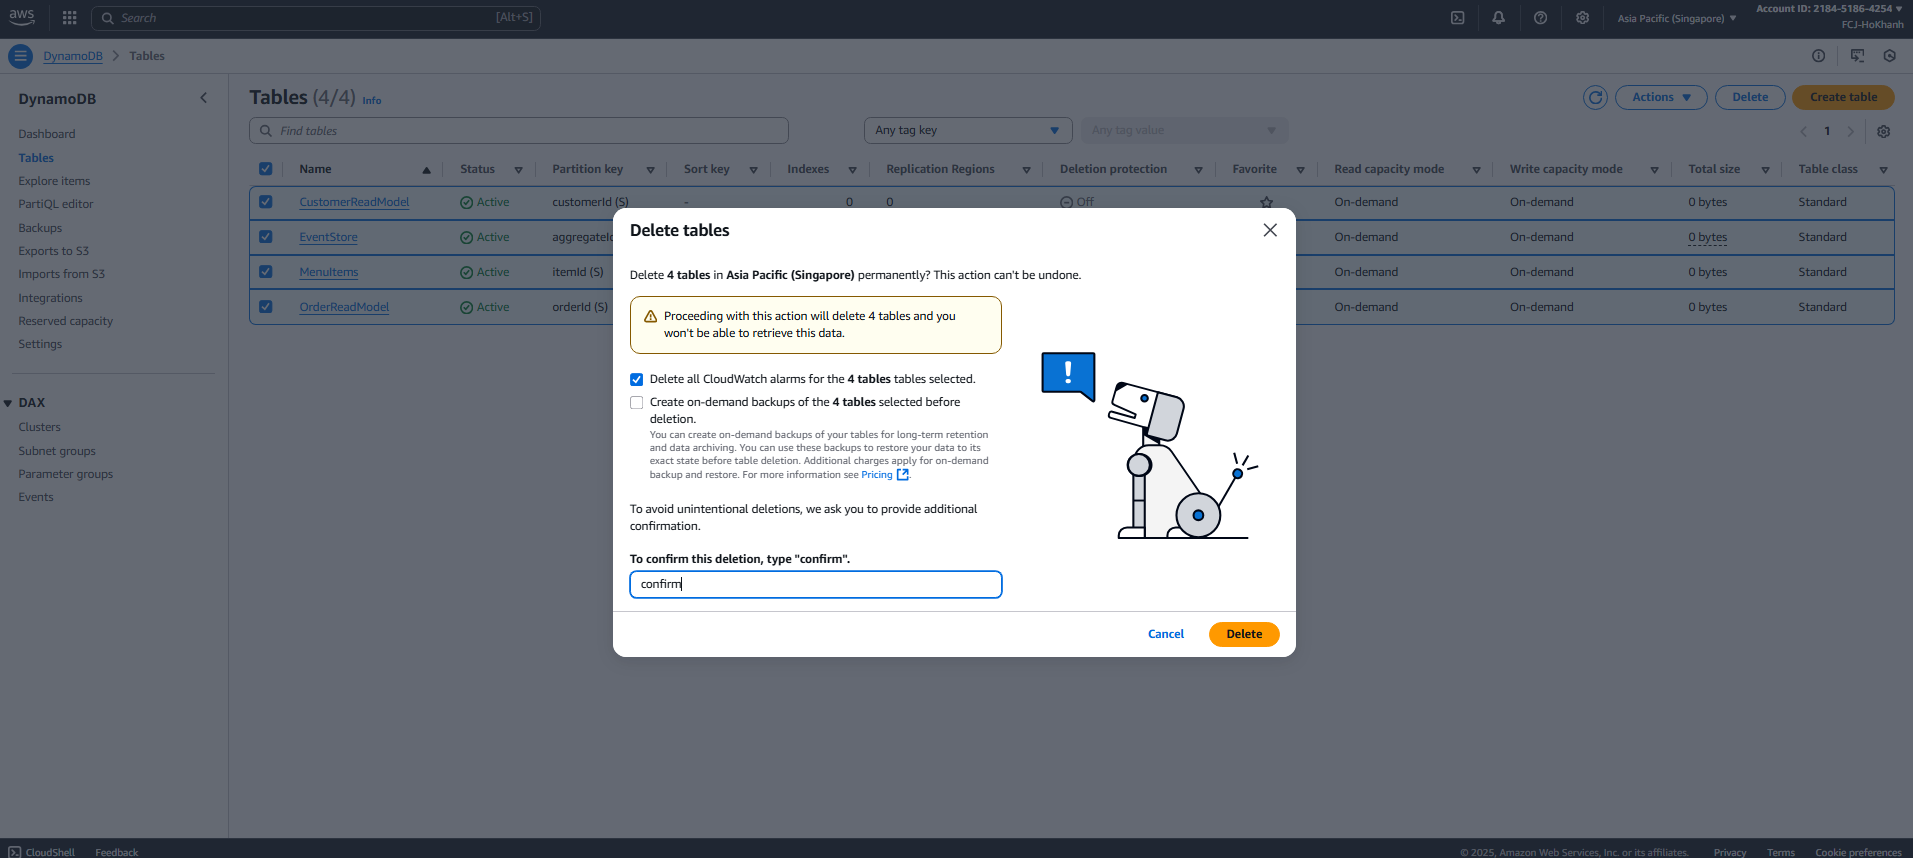 aws
Search
[Alt+S]
Asia Pacific (Singapore)
Account ID: 2184-5186-4254
FCJ-HoKhanh
DynamoDB
Tables
DynamoDB
Dashboard
Tables
Explore items
PartiQL editor
Backups
Exports to S3
Imports from S3
Integrations
Reserved capacity
Settings
DAX
Clusters
Subnet groups
Parameter groups
Events
Tables (4/4) Info
Actions
Delete
Create table
Find tables
Any tag key
Any tag value
1
Name Status Partition key Sort key Indexes Replication Regions Deletion protection Favorite Read capacity mode Write capacity mode Total size Table class
CustomerReadModel Active customerId (S) - 0 0 Off On-demand On-demand 0 bytes Standard
EventStore Active On-demand On-demand 0 bytes Standard
MenuItems Active itemId (S) On-demand On-demand 0 bytes Standard
OrderReadModel Active orderId (S) On-demand On-demand 0 bytes Standard
Delete tables
Delete 4 tables in Asia Pacific (Singapore) permanently? This action can't be undone.
Proceeding with this action will delete 4 tables and you
won't be able to retrieve this data.
Delete all CloudWatch alarms for the 4 tables tables selected.
Create on-demand backups of the 4 tables selected before
deletion.
You can create on-demand backups of your tables for long-term retention
and data archiving. You can use these backups to restore your data to its
exact state before table deletion. Additional charges apply for on-demand
backup and restore. For more information see Pricing .
To avoid unintentional deletions, we ask you to provide additional
confirmation.
To confirm this deletion, type "confirm".
confirm
!
Cancel
Delete
CloudShell
Feedback
© 2025, Amazon Web Services, Inc. or its affiliates.
Privacy
Terms
Cookie preferences